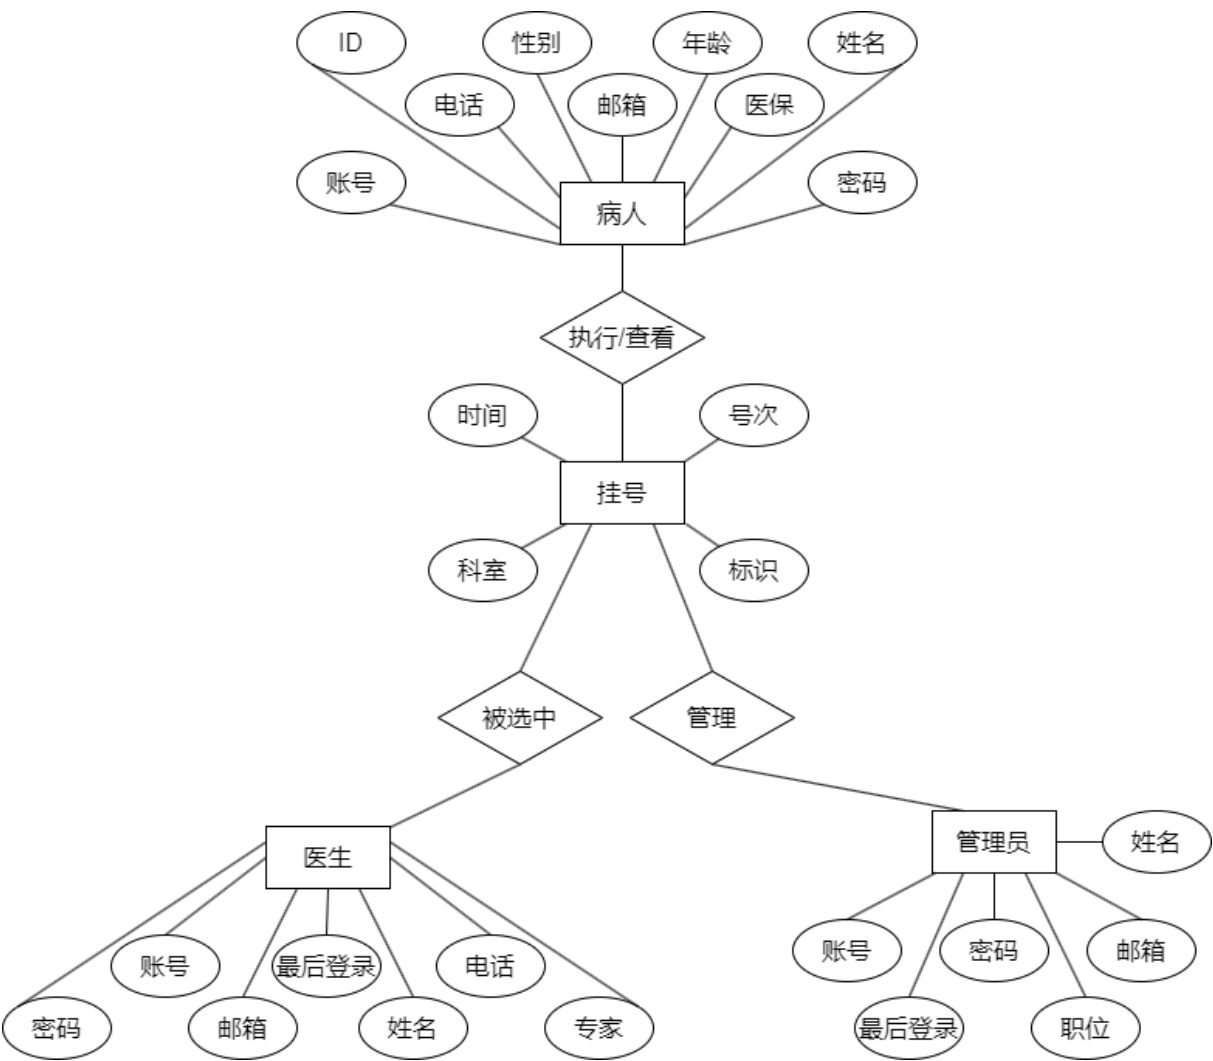 ID
性别
年龄
姓名
电话
邮箱
医保
账号
密码
病人
执行/查看
时间
号次
挂号
科室
标识
被选中
管理
医生
管理员
姓名
账号
最后登录
电话
账号
密码
邮箱
密码
邮箱
姓名
专家
最后登录
职位